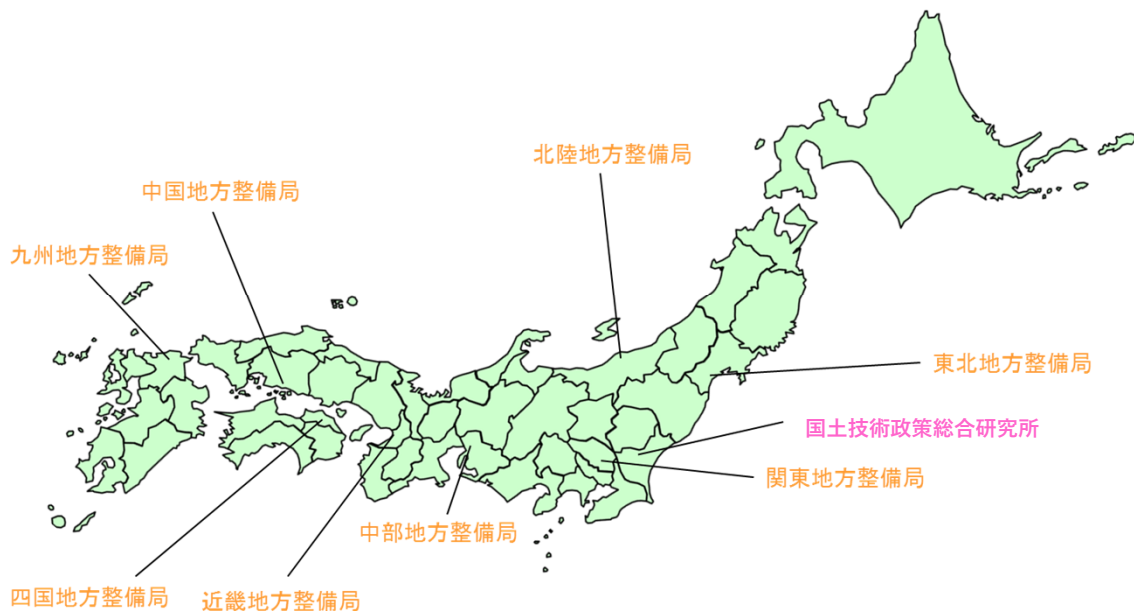 北陸地方整備局
中国地方整備局
九州地方整備局
東北地方整備局
国土技術政策総合研究所
関東地方整備局
中部地方整備局
四国地方整備局
近畿地方整備局